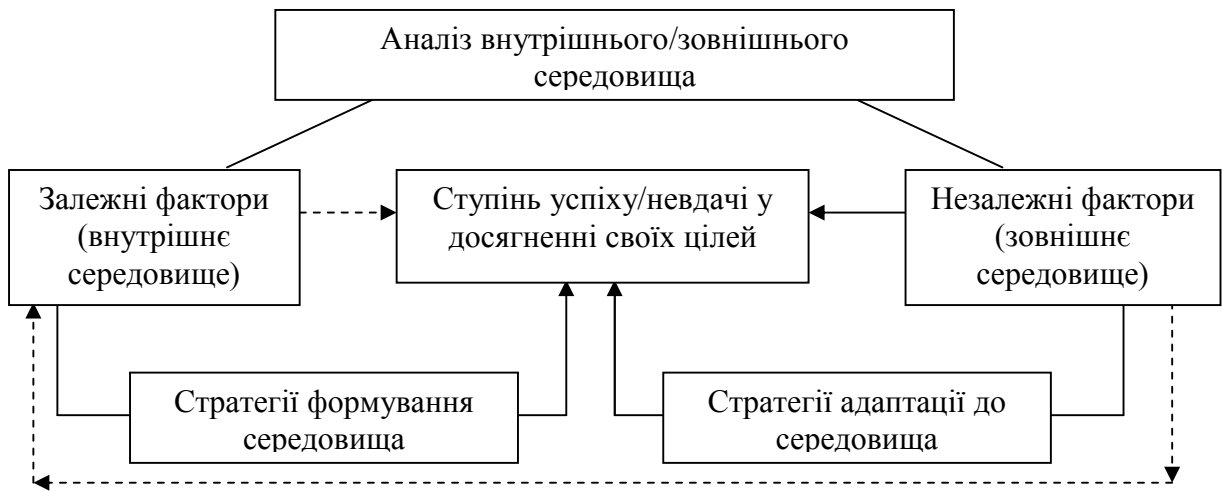 Аналіз внутрішнього/зовнішнього
середовища
Залежні фактори
(внутрішнє
середовище)
Ступінь успіху/невдачі у
досягненні своїх цілей
Незалежні фактори
(зовнішнє
середовище)
Стратегії формування
середовища
Стратегії адаптації до
середовища